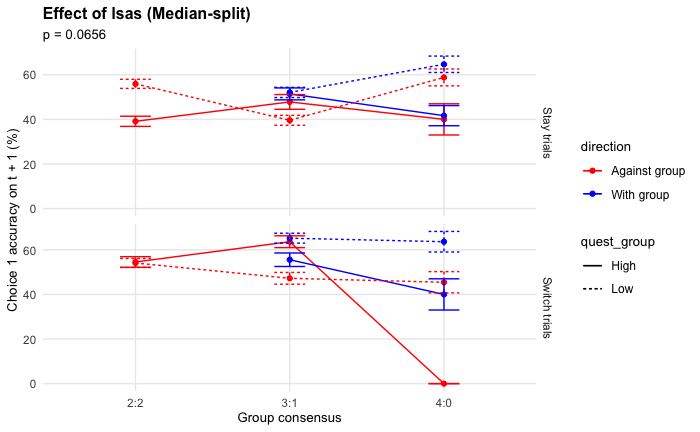 Effect of lsas (Median-split)
p = 0.0656
Choice 1 accuracy on t + 1 (%)
60
40
20
0
Stay trials
60
40
20
0
Switch trials
2:2
3:1
4:0
Group consensus
direction
Against group
With group
quest_group
High
Low